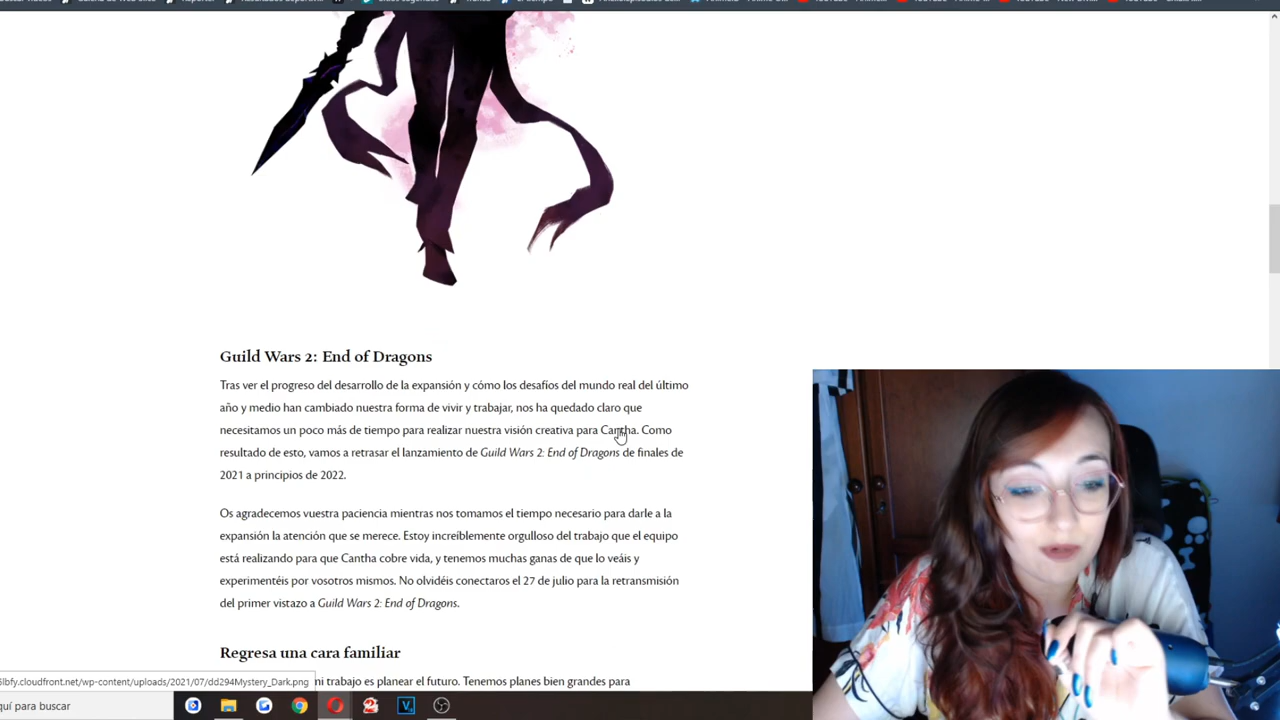 Guild Wars 2: End of Dragons
Tras ver el progreso del desarrollo de la expansión y cómo los desafíos del mundo real del último
año y medio han cambiado nuestra forma de vivir y trabajar, nos ha quedado claro que
necesitamos un poco más de tiempo para realizar nuestra visión creativa para Cantha. Como
resultado de esto, vamos a retrasar el lanzamiento de Guild Wars 2: End of Dragons de finales de
2021 a principios de 2022.
Os agradecemos vuestra paciencia mientras nos tomamos el tiempo necesario para darle a la
expansión la atención que se merece. Estoy increíblemente orgulloso del trabajo que el equipo
está realizando para que Cantha cobre vida, y tenemos muchas ganas de que lo veáis y
experimentéis por vosotros mismos. No olvidéis conectaros el 27 de julio para la retransmisión
del primer vistazo a Guild Wars 2: End of Dragons.
Regresa una cara familiar
mi trabajo es planear el futuro. Tenemos planes bien grandes para
lbfy.cloudfront.net/wp-content/uploads/2021/07/dd294Mystery_Dark.png
quí para buscar